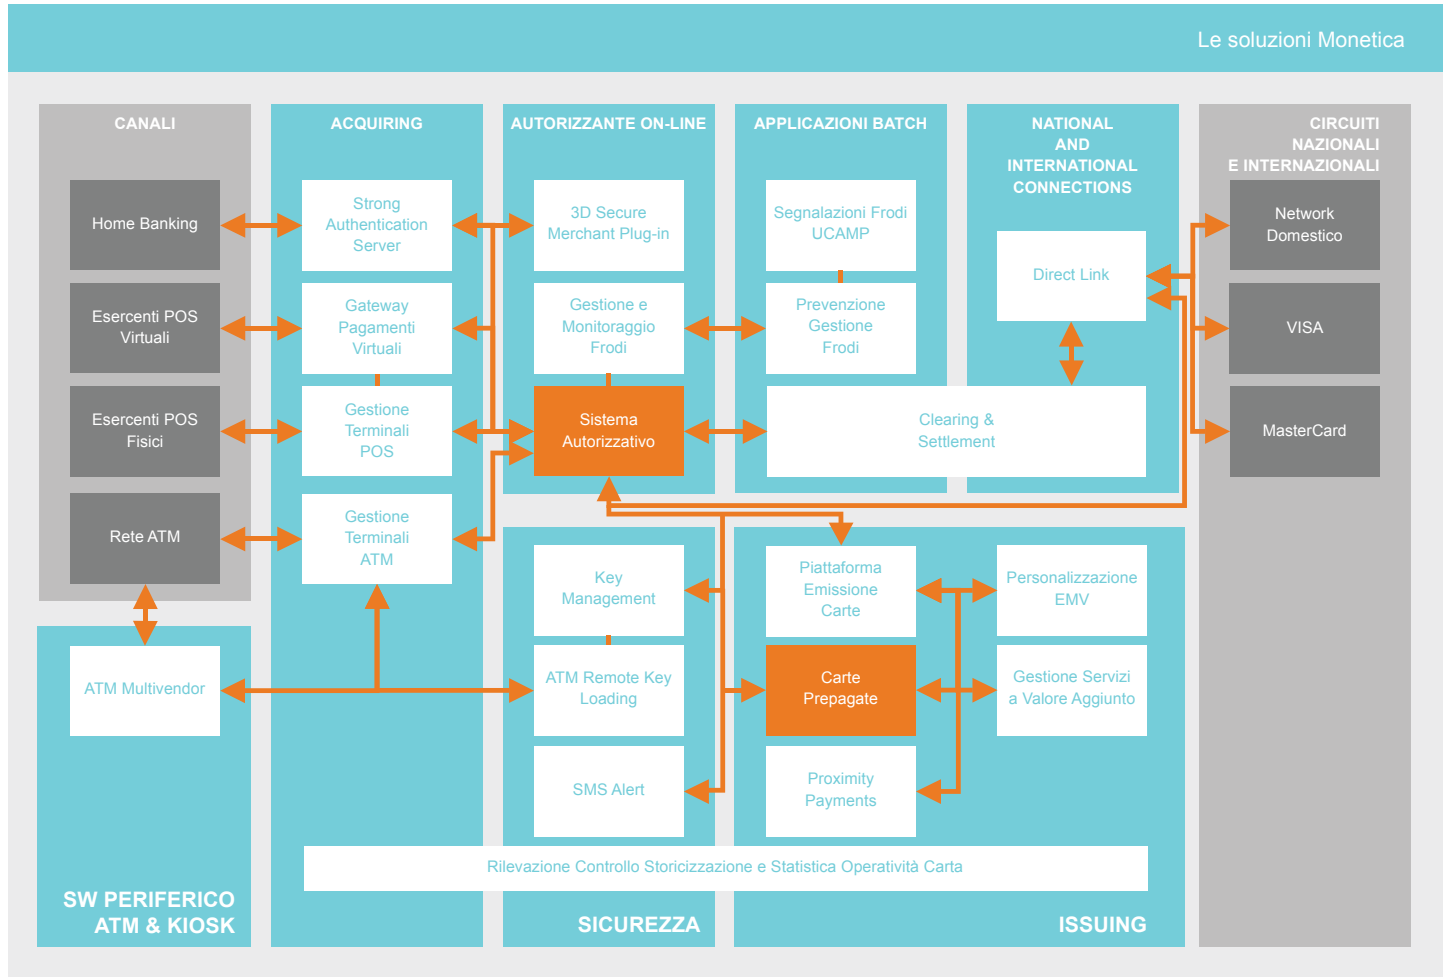 Le soluzioni Monetica
CANALI
Home Banking
Esercenti POS
Virtuali
Esercenti POS
Fisici
Rete ATM
ATM Multivendor
SW PERIFERICO
ATM & KIOSK
ACQUIRING
Strong
Authentication
Server
Gateway
Pagamenti
Virtuali
Gestione
Terminali
POS
Gestione
Terminali
ATM
AUTORIZZANTE ON-LINE
3D Secure
Merchant Plug-in
Gestione e
Monitoraggio
Frodi
Sistema
Autorizzativo
APPLICAZIONI BATCH
Segnalazioni Frodi
UCAMP
Prevenzione
Gestione
Frodi
NATIONAL
AND
INTERNATIONAL
CONNECTIONS
Direct Link
Clearing &
Settlement
CIRCUITI
NAZIONALI
E INTERNAZIONALI
Network
Domestico
VISA
MasterCard
Key
Management
ATM Remote Key
Loading
SMS Alert
SICUREZZA
Piattaforma
Emissione
Carte
Carte
Prepagate
Proximity
Payments
Personalizzazione
EMV
Gestione Servizi
a Valore Aggiunto
Rilevazione Controllo Storicizzazione e Statistica Operatività Carta
ISSUING